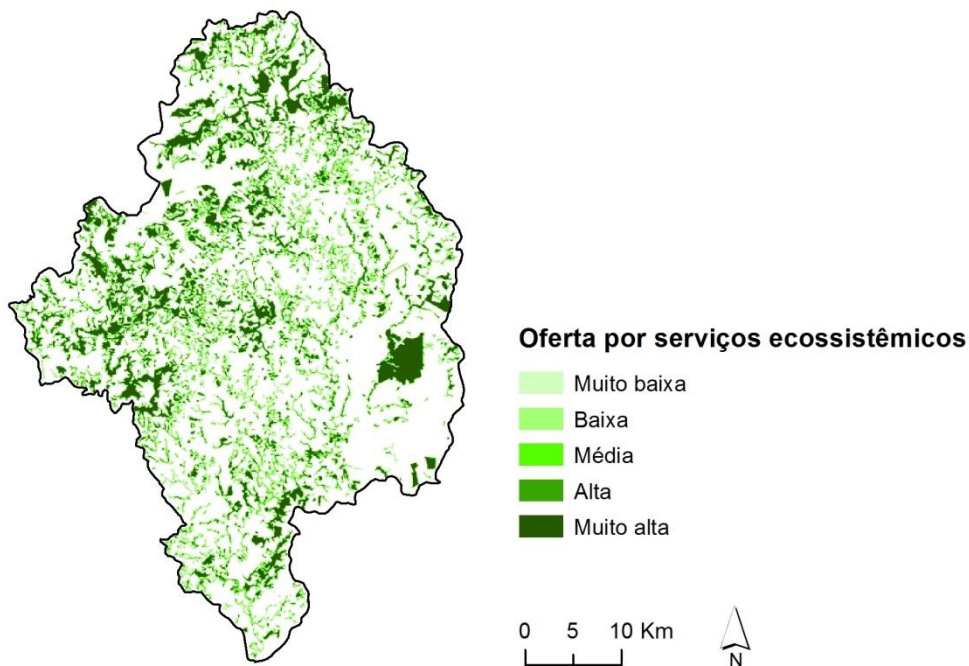 Oferta por serviços ecossistêmicos
Muito baixa
Baixa
Média
Alta
Muito alta
0 5 10 Km
N